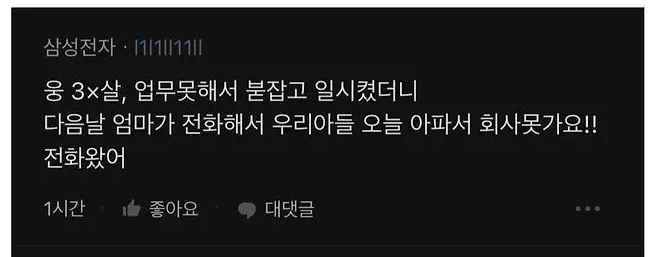 삼성전자 · l1l1ll11ll
웅 3×살, 업무못해서 붇잡고 일시켰더니
다음날 엄마가 전화해서 우리아들 오늘 아파서 회사못가요!!
전화왔어
1시간 · 좋아요 · 대댓글